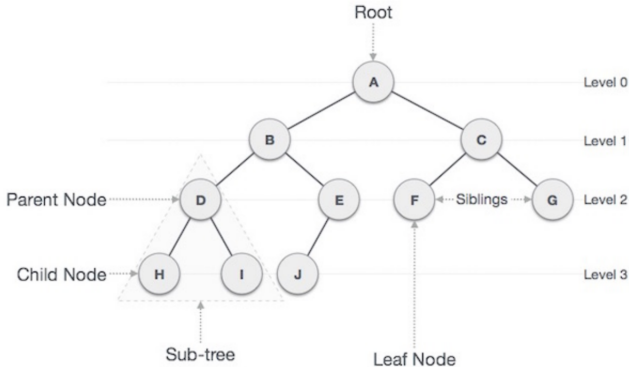 Root
A
Level 0
B
C
Level 1
Parent Node
D
E
F
Siblings
G
Level 2
Child Node
H
I
J
Level 3
Sub-tree
Leaf Node